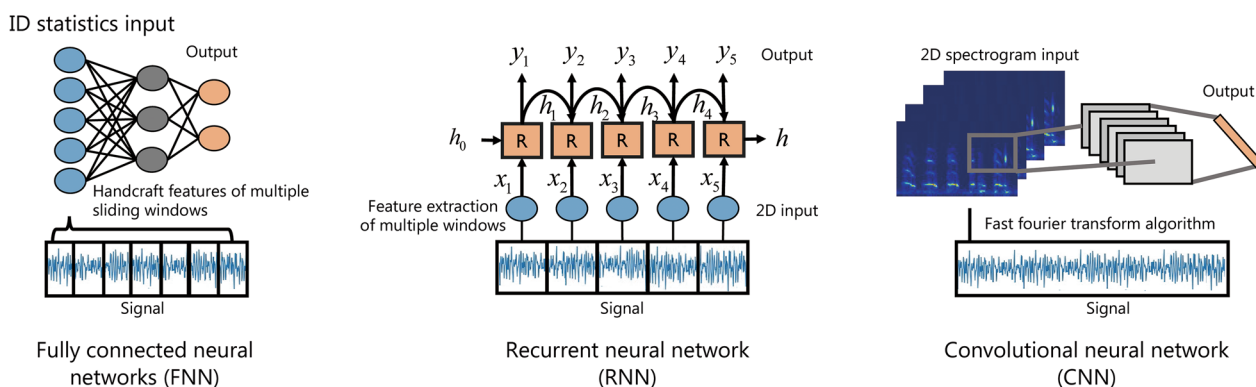 ID statistics input
Output
Handcraft features of multiple
sliding windows
Signal
Fully connected neural
networks (FNN)
y1 y2 y3 y4 y5 Output
h1 h2 h3 h4
h0 R R R R R h
x1 x2 x3 x4 x5
Feature extraction
of multiple windows
2D input
Signal
Recurrent neural network
(RNN)
2D spectrogram input
Output
Fast fourier transform algorithm
Signal
Convolutional neural network
(CNN)